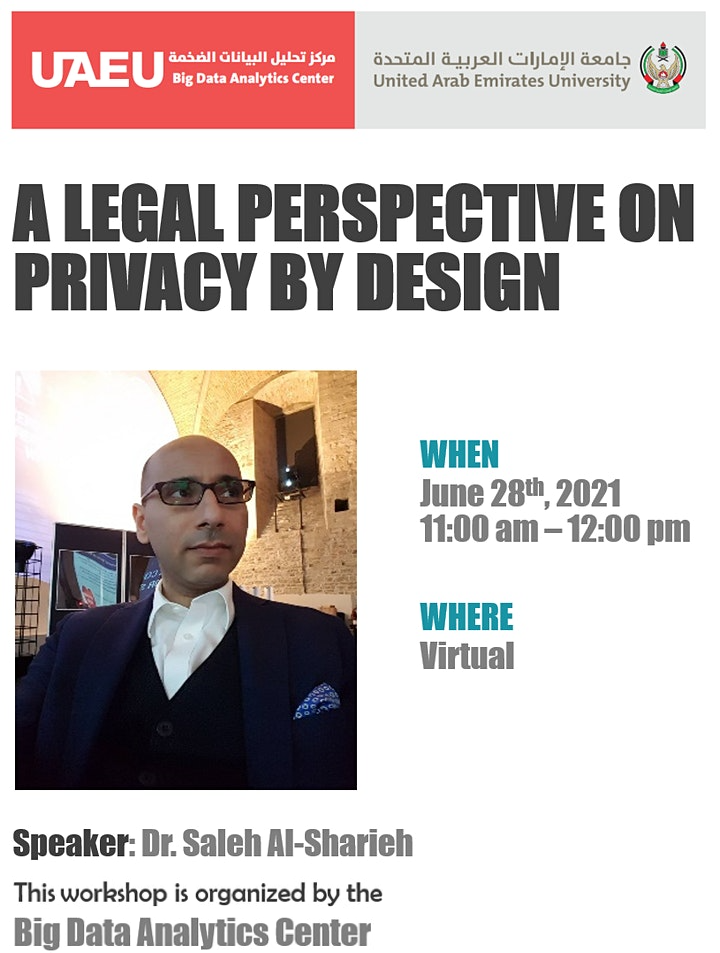 UAEU
مركز تحليل البيانات الضخمة
Big Data Analytics Center
جامعة الإمارات العربية المتحدة
United Arab Emirates University
A LEGAL PERSPECTIVE ON
PRIVACY BY DESIGN
WHEN
June 28th, 2021
11:00 am – 12:00 pm
WHERE
Virtual
Speaker: Dr. Saleh Al-Sharieh
This workshop is organized by the
Big Data Analytics Center